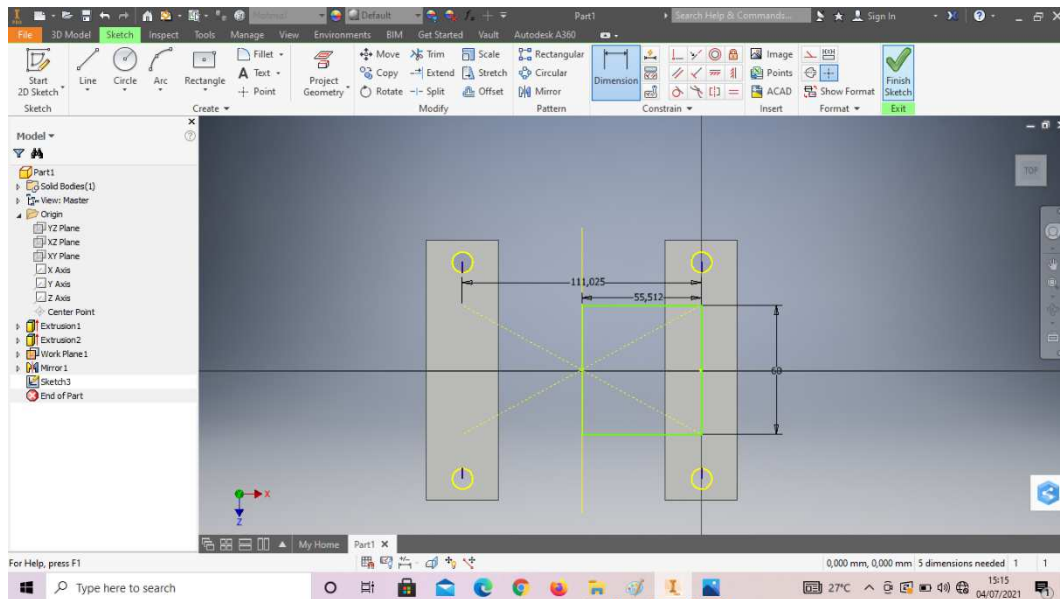 Material Default Part1 Search Help & Commands... Sign In
File 3D Model Sketch Inspect Tools Manage View Environments BIM Get Started Vault Autodesk A360
Start 2D Sketch Line Circle Arc Rectangle Fillet Text Point Project Geometry Move Copy Rotate Trim Extend Split Scale Stretch Offset Rectangular Circular Mirror Dimension Image Points ACAD Show Format Finish Sketch
Sketch Create Modify Pattern Constrain Insert Format Exit
Model
Part1
Solid Bodies(1)
View: Master
Origin
YZ Plane
XZ Plane
XY Plane
X Axis
Y Axis
Z Axis
Center Point
Extrusion1
Extrusion2
Work Plane1
Mirror1
Sketch3
End of Part
TOP
111,025
55,512
60
X
Z
My Home Part1
For Help, press F1 0,000 mm, 0,000 mm 5 dimensions needed 1 1
Type here to search 27°C 15:15
04/07/2021